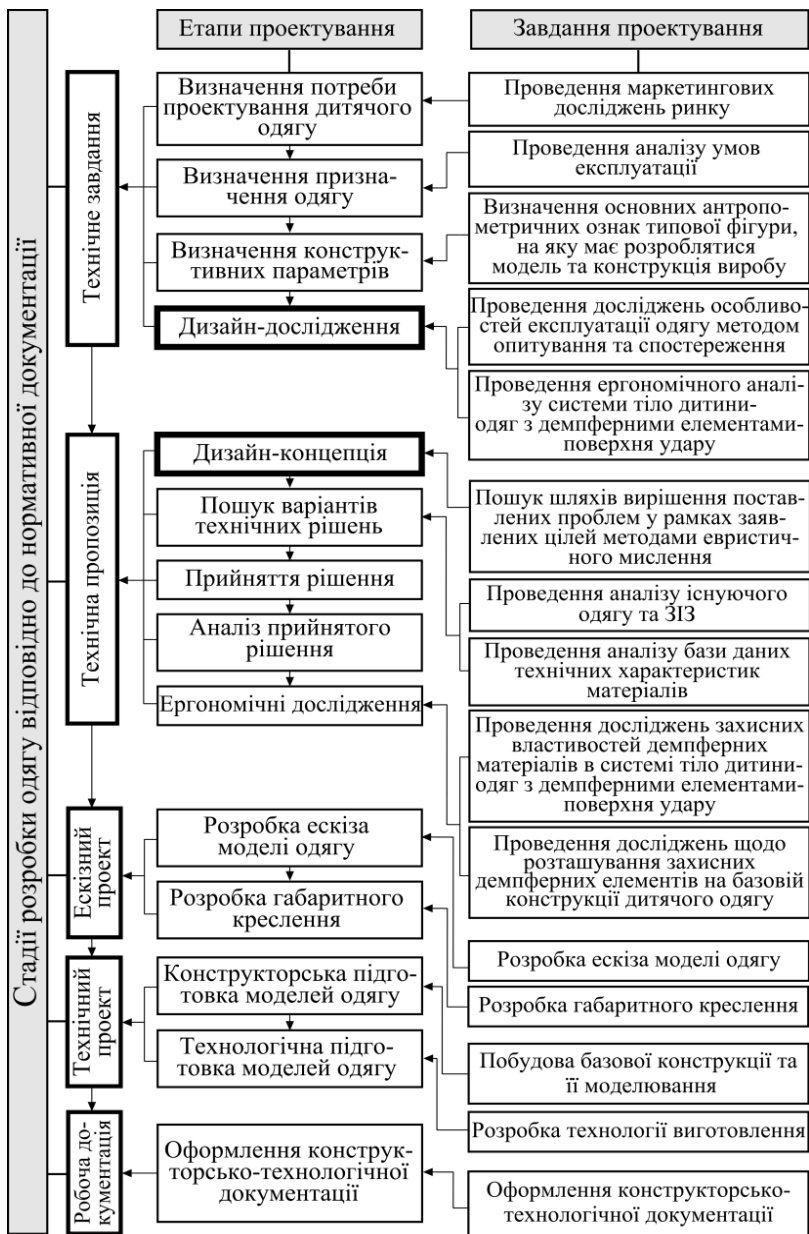 Стадії розробки одягу відповідно до нормативної документації
Технічне завдання
Технічна пропозиція
Ескізний
проект
Технічний
проект
Робоча до-
кументація
Етапи проектування
Визначення потреби
проектування дитячого
одягу
Визначення призна-
чення одягу
Визначення конструк-
тивних параметрів
Дизайн-дослідження
Дизайн-концепція
Пошук варіантів
технічних рішень
Прийняття рішення
Аналіз прийнятого
рішення
Ергономічні дослідження
Розробка ескіза
моделі одягу
Розробка габаритного
креслення
Конструкторська підго-
товка моделей одягу
Технологічна підго-
товка моделей одягу
Оформлення конструк-
торсько-технологічної
документації
Завдання проектування
Проведення маркетингових
досліджень ринку
Проведення аналізу умов
експлуатації
Визначення основних антропо-
метричних ознак типової фігури,
на яку має розроблятися
модель та конструкція виробу
Проведення досліджень особливо-
стей експлуатації одягу методом
опитування та спостереження
Проведення ергономічного аналі-
зу системи тіло дитини-
одяг з демпферними елементами-
поверхня удару
Пошук шляхів вирішення постав-
лених проблем у рамках заяв-
лених цілей методами евристич-
ного мислення
Проведення аналізу існуючого
одягу та ЗІЗ
Проведення аналізу бази даних
технічних характеристик
матеріалів
Проведення досліджень захисних
властивостей демпферних
матеріалів в системі тіло дитини-
одяг з демпферними елементами-
поверхня удару
Проведення досліджень щодо
розташування захисних
демпферних елементів на базовій
конструкції дитячого одягу
Розробка ескіза моделі одягу
Розробка габаритного креслення
Побудова базової конструкції та
її моделювання
Розробка технології виготовлення
Оформлення конструкторсько-
технологічної документації